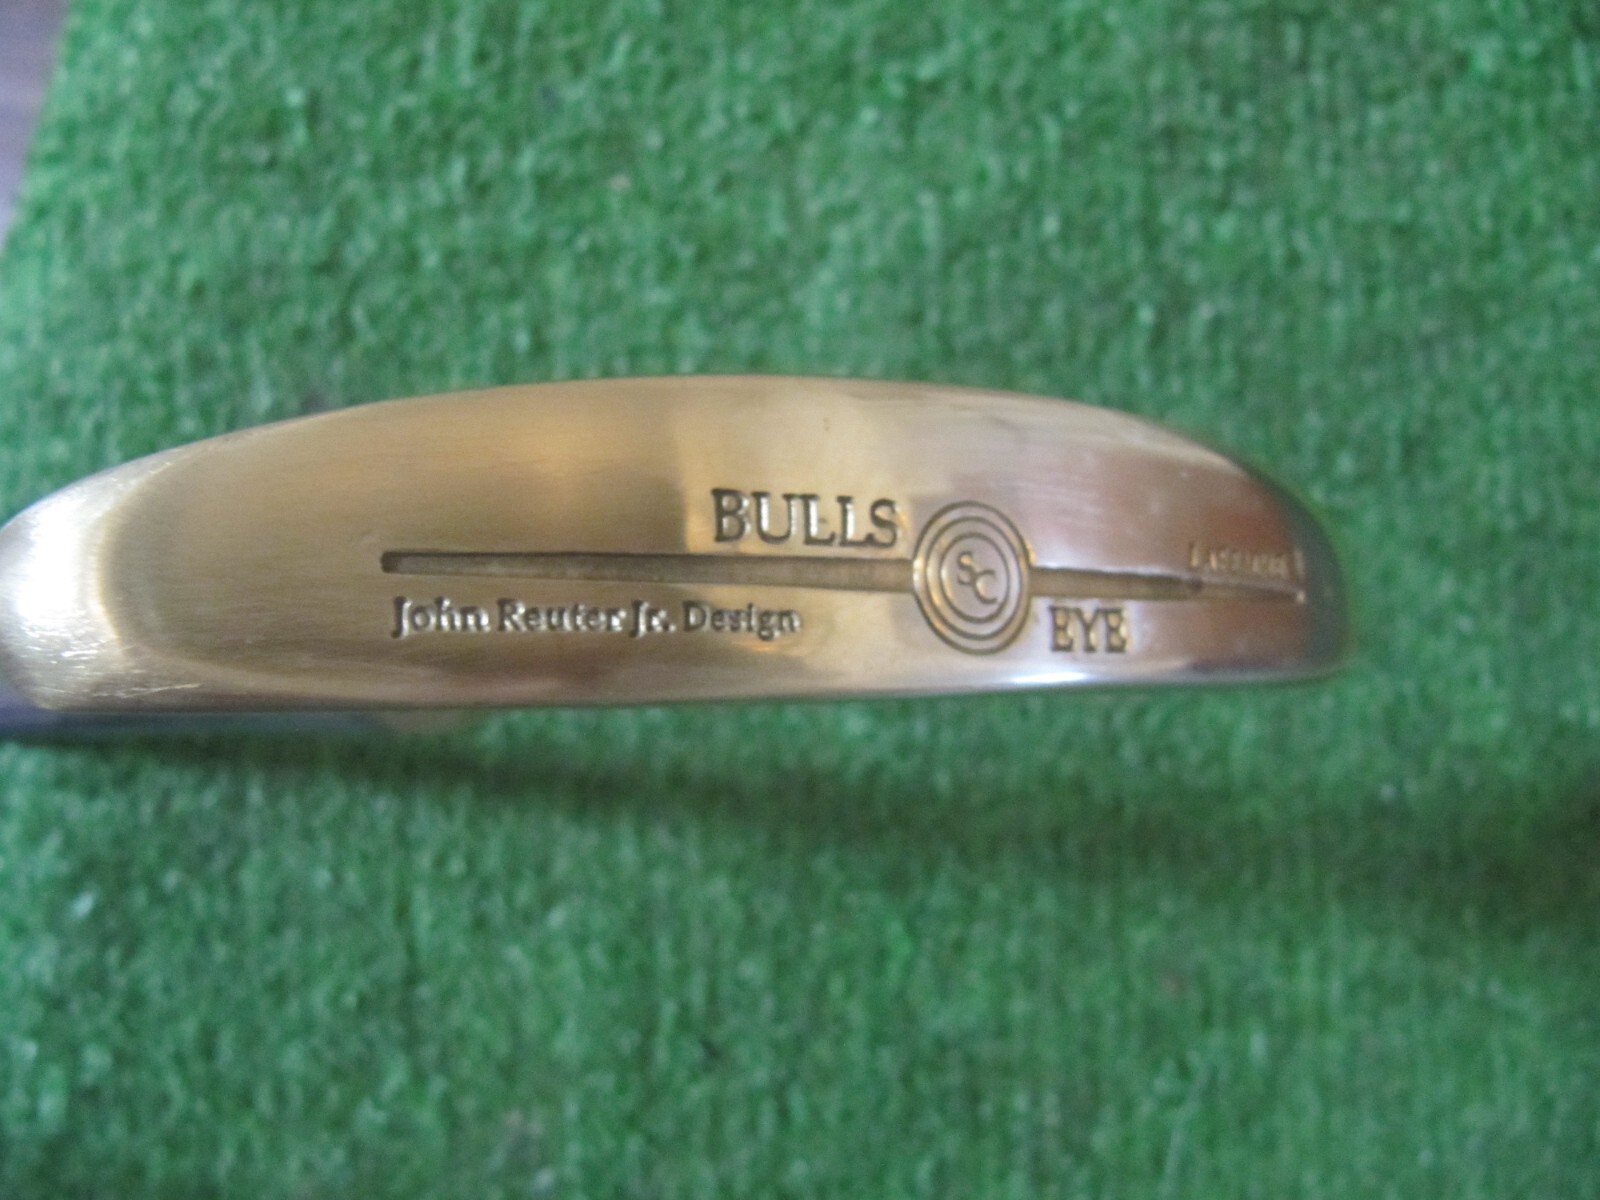 BULLS
SC
EYE
John Reuter Jr. Design